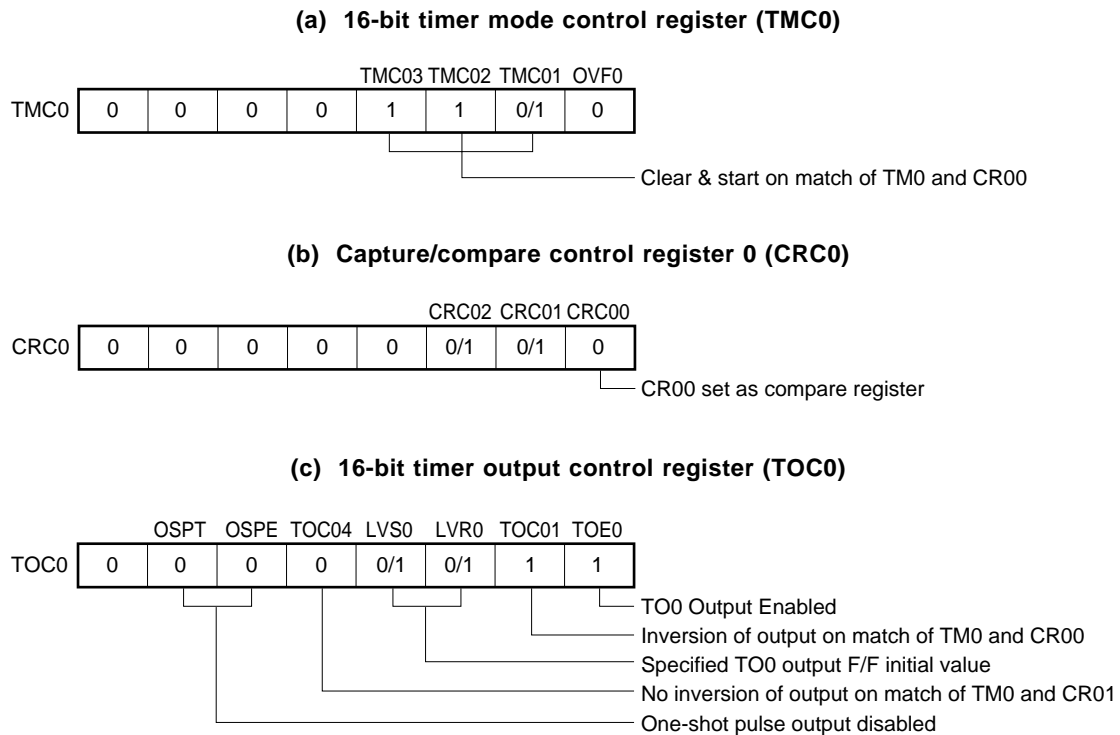 (a) 16-bit timer mode control register (TMC0)
TMC03 TMC02 TMC01 OVF0
TMC0 0 0 0 0 1 1 0/1 0
Clear & start on match of TM0 and CR00
(b) Capture/compare control register 0 (CRC0)
CRC02 CRC01 CRC00
CRC0 0 0 0 0 0 0/1 0/1 0
CR00 set as compare register
(c) 16-bit timer output control register (TOC0)
OSPT OSPE TOC04 LVS0 LVR0 TOC01 TOE0
TOC0 0 0 0 0 0/1 0/1 1 1
TO0 Output Enabled
Inversion of output on match of TM0 and CR00
Specified TO0 output F/F initial value
No inversion of output on match of TM0 and CR01
One-shot pulse output disabled